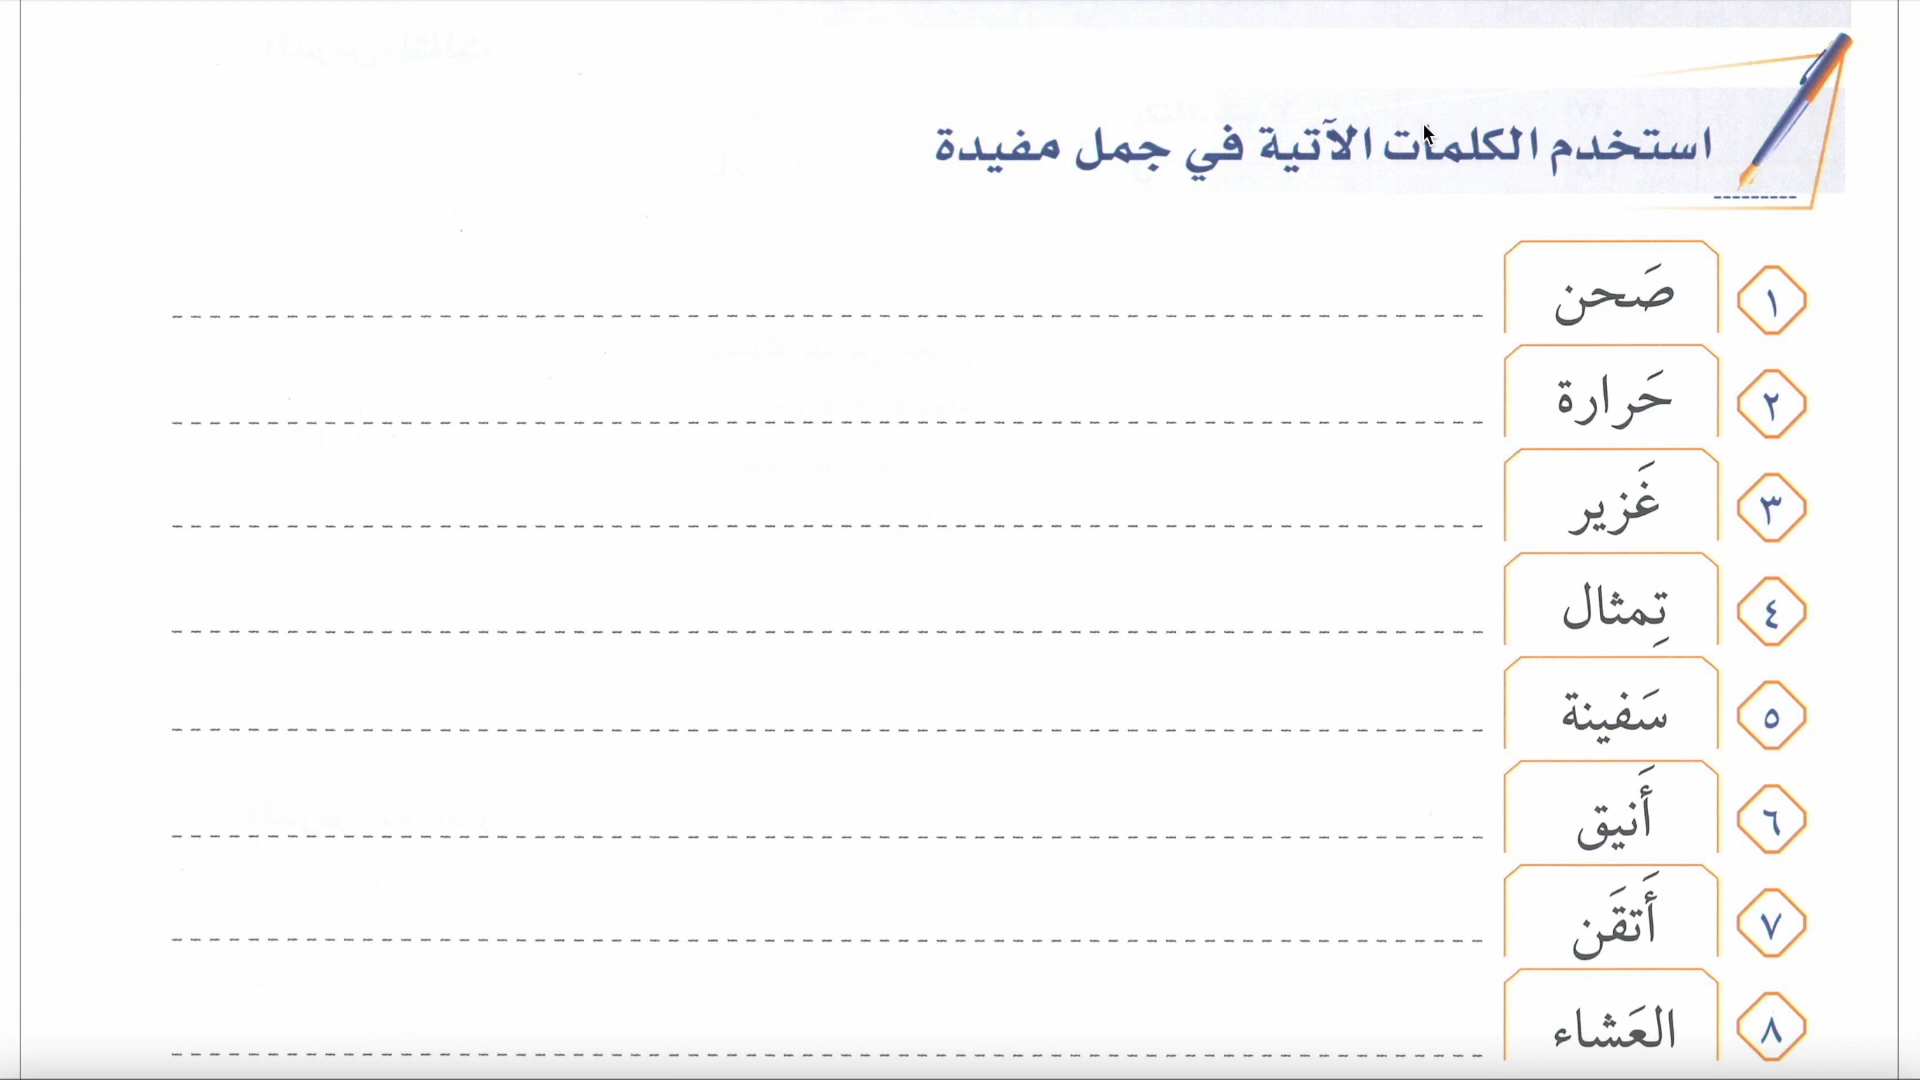 استخدم الكلمات الآتية في جمل مفيدة
١ صَحن
٢ حَرارة
٣ غَزير
٤ تِمثال
٥ سَفينة
٦ أَنيق
٧ أَتقَن
٨ العَشاء